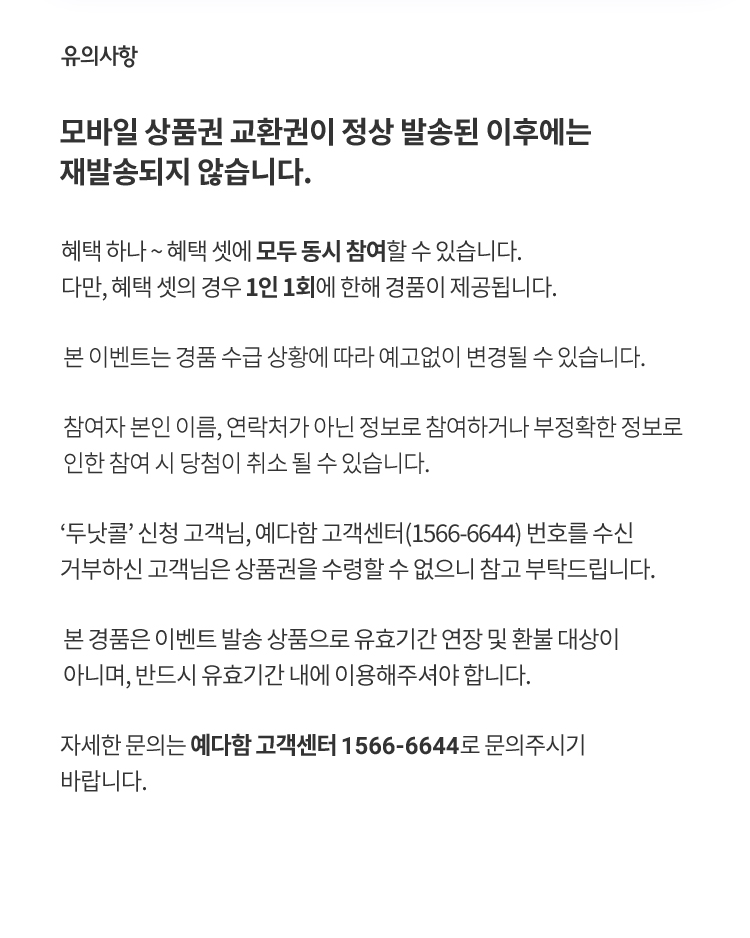 유의사항
모바일 상품권 교환권이 정상 발송된 이후에는
재발송되지 않습니다.
혜택 하나 ~ 혜택 셋에 모두 동시 참여할 수 있습니다.
다만, 혜택 셋의 경우 1인 1회에 한해 경품이 제공됩니다.
본 이벤트는 경품 수급 상황에 따라 예고없이 변경될 수 있습니다.
참여자 본인 이름, 연락처가 아닌 정보로 참여하거나 부정확한 정보로
인한 참여 시 당첨이 취소 될 수 있습니다.
‘두낫콜’ 신청 고객님, 예다함 고객센터(1566-6644) 번호를 수신
거부하신 고객님은 상품권을 수령할 수 없으니 참고 부탁드립니다.
본 경품은 이벤트 발송 상품으로 유효기간 연장 및 환불 대상이
아니며, 반드시 유효기간 내에 이용해주셔야 합니다.
자세한 문의는 예다함 고객센터 1566-6644로 문의주시기
바랍니다.